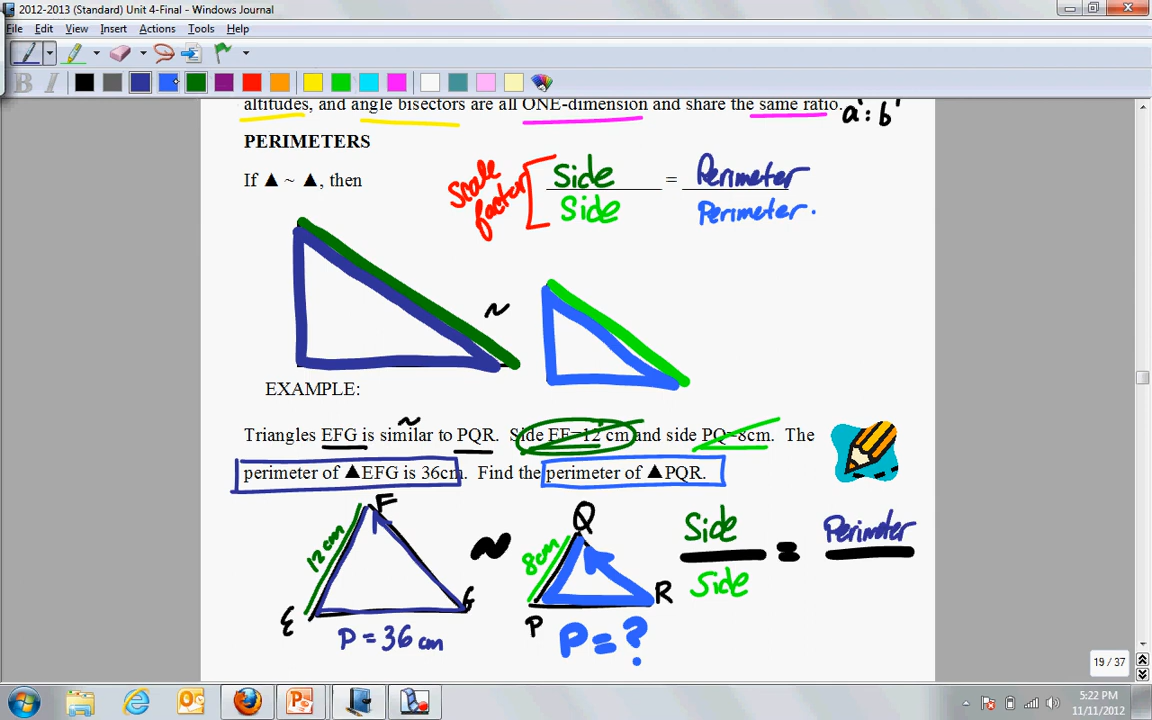 2012-2013 (Standard) Unit 4-Final - Windows Journal
File Edit View Insert Actions Tools Help
B I
altitudes, and angle bisectors are all ONE-dimension and share the same ratio. a¹ : b¹
PERIMETERS
If ▲ ~ ▲, then
Scale factor
Side = Perimeter
Side Perimeter.
~
EXAMPLE:
~
Triangles EFG is similar to PQR. Side EF=12 cm and side PQ=8cm. The
perimeter of ▲EFG is 36cm. Find the perimeter of ▲PQR.
F
Q
12cm
~
8cm
Side = Perimeter
Side
E
G
P
R
P = 36 cm
P = ?
19 / 37
5:22 PM
11/11/2012